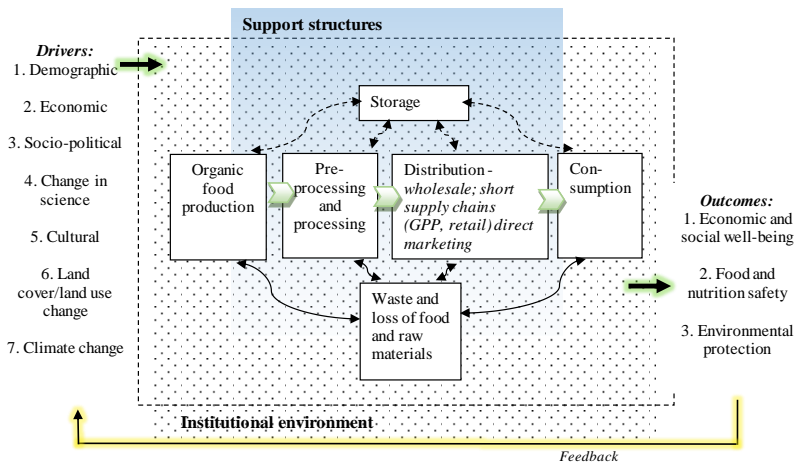 Support structures
Drivers:
1. Demographic
2. Economic
3. Socio-political
4. Change in
science
5. Cultural
6. Land
cover/land use
change
7. Climate change
Storage
Organic
food
production
Pre-
processing
and
processing
Distribution -
wholesale; short
supply chains
(GPP, retail) direct
marketing
Con-
sumption
Waste and
loss of food
and raw
materials
Outcomes:
1. Economic and
social well-being
2. Food and
nutrition safety
3. Environmental
protection
Institutional environment
Feedback